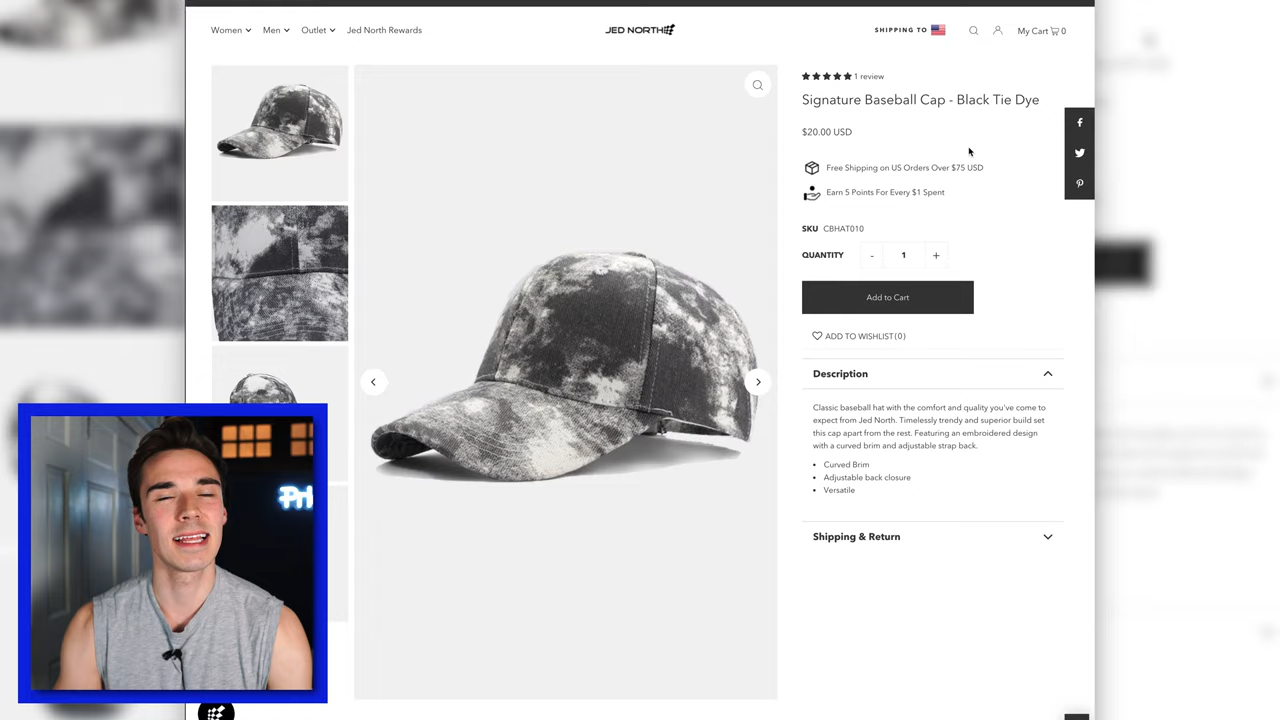 Women
Men
Outlet
Jed North Rewards
JED NORTH
SHIPPING TO
My Cart 0
1 review
Signature Baseball Cap - Black Tie Dye
$20.00 USD
Free Shipping on US Orders Over $75 USD
Earn 5 Points For Every $1 Spent
SKU CBHAT010
QUANTITY - 1 +
Add to Cart
ADD TO WISHLIST (0)
Description
Classic baseball hat with the comfort and quality you've come to
expect from Jed North. Timelessly trendy and superior build set
this cap apart from the rest. Featuring an embroidered design
with a curved brim and adjustable strap back.
• Curved Brim
• Adjustable back closure
• Versatile
Shipping & Return
Pri